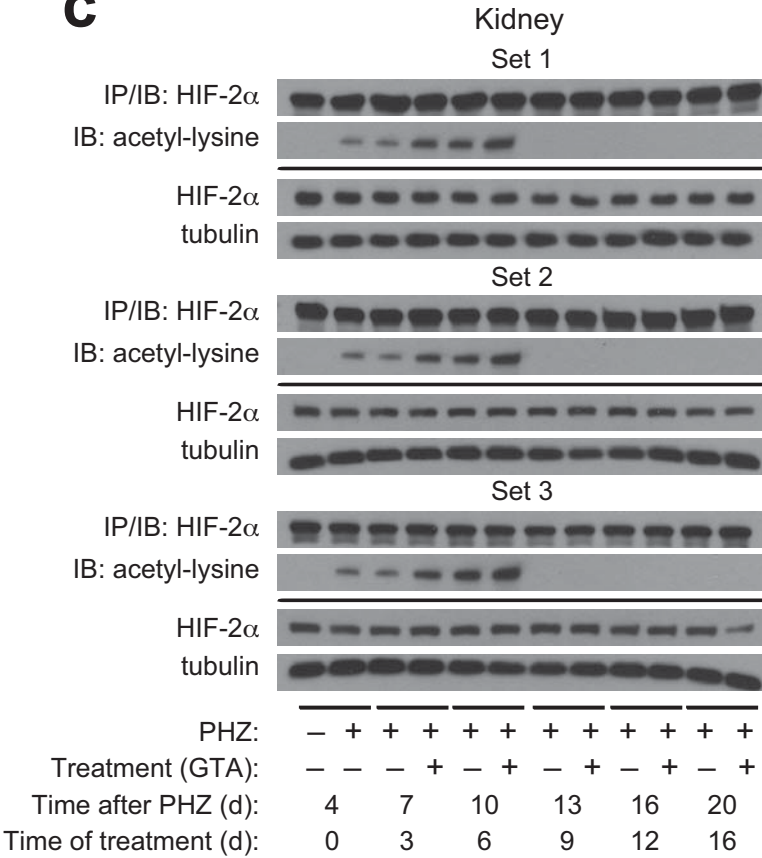 c
Kidney
Set 1
IP/IB: HIF-2α
IB: acetyl-lysine
HIF-2α
tubulin
Set 2
IP/IB: HIF-2α
IB: acetyl-lysine
HIF-2α
tubulin
Set 3
IP/IB: HIF-2α
IB: acetyl-lysine
HIF-2α
tubulin
PHZ: – + + + + + + + + + + +
Treatment (GTA): – – – + – + – + – + – +
Time after PHZ (d): 4 7 10 13 16 20
Time of treatment (d): 0 3 6 9 12 16